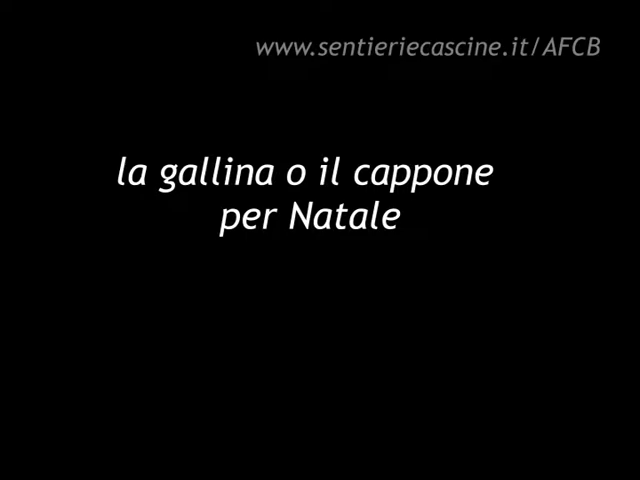 www.sentieriecascine.it/AFCB
la gallina o il cappone
per Natale